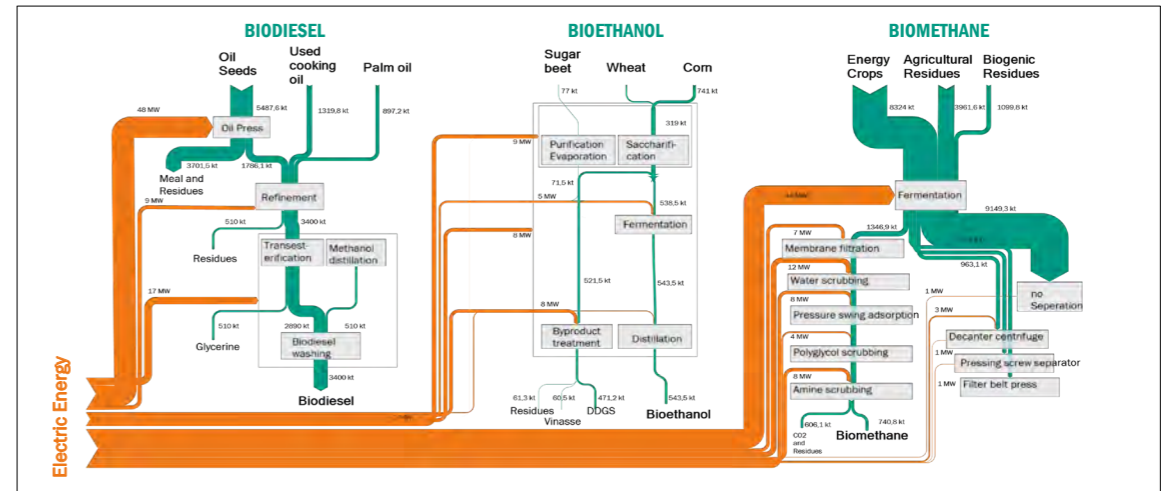 BIODIESEL
BIOETHANOL
BIOMETHANE
Oil
Seeds
Used
cooking
oil
Palm oil
Sugar
beet
Wheat
Corn
Energy
Crops
Agricultural
Residues
Biogenic
Residues
48 MW
5487,6 kt
1319,8 kt
897,2 kt
77 kt
741 kt
8324 kt
3961,6 kt
1099,8 kt
Oil Press
319 kt
9 MW
Purification
Evaporation
Saccharifi-
cation
3701,5 kt
1786,1 kt
Meal and
Residues
71,5 kt
9 MW
Refinement
5 MW
538,5 kt
Fermentation
Fermentation
9149,3 kt
510 kt
3400 kt
8 MW
7 MW
1346,9 kt
Residues
Transest-
erification
Methanol
distillation
Membrane filtration
963,1 kt
12 MW
Water scrubbing
521,5 kt
543,5 kt
17 MW
8 MW
8 MW
1 MW
no
Seperation
Pressure swing adsorption
3 MW
510 kt
2890 kt
510 kt
Glycerine
Biodiesel
washing
Byproduct
treatment
Distillation
4 MW
Polyglycol scrubbing
Decanter centrifuge
1 MW
Pressing screw separator
3400 kt
8 MW
Amine scrubbing
1 MW
Filter belt press
Biodiesel
61,3 kt
60,5 kt
471,2 kt
543,5 kt
Residues
Vinasse
DDGS
Bioethanol
606,1 kt
740,8 kt
CO2
and
Residues
Biomethane
Electric Energy